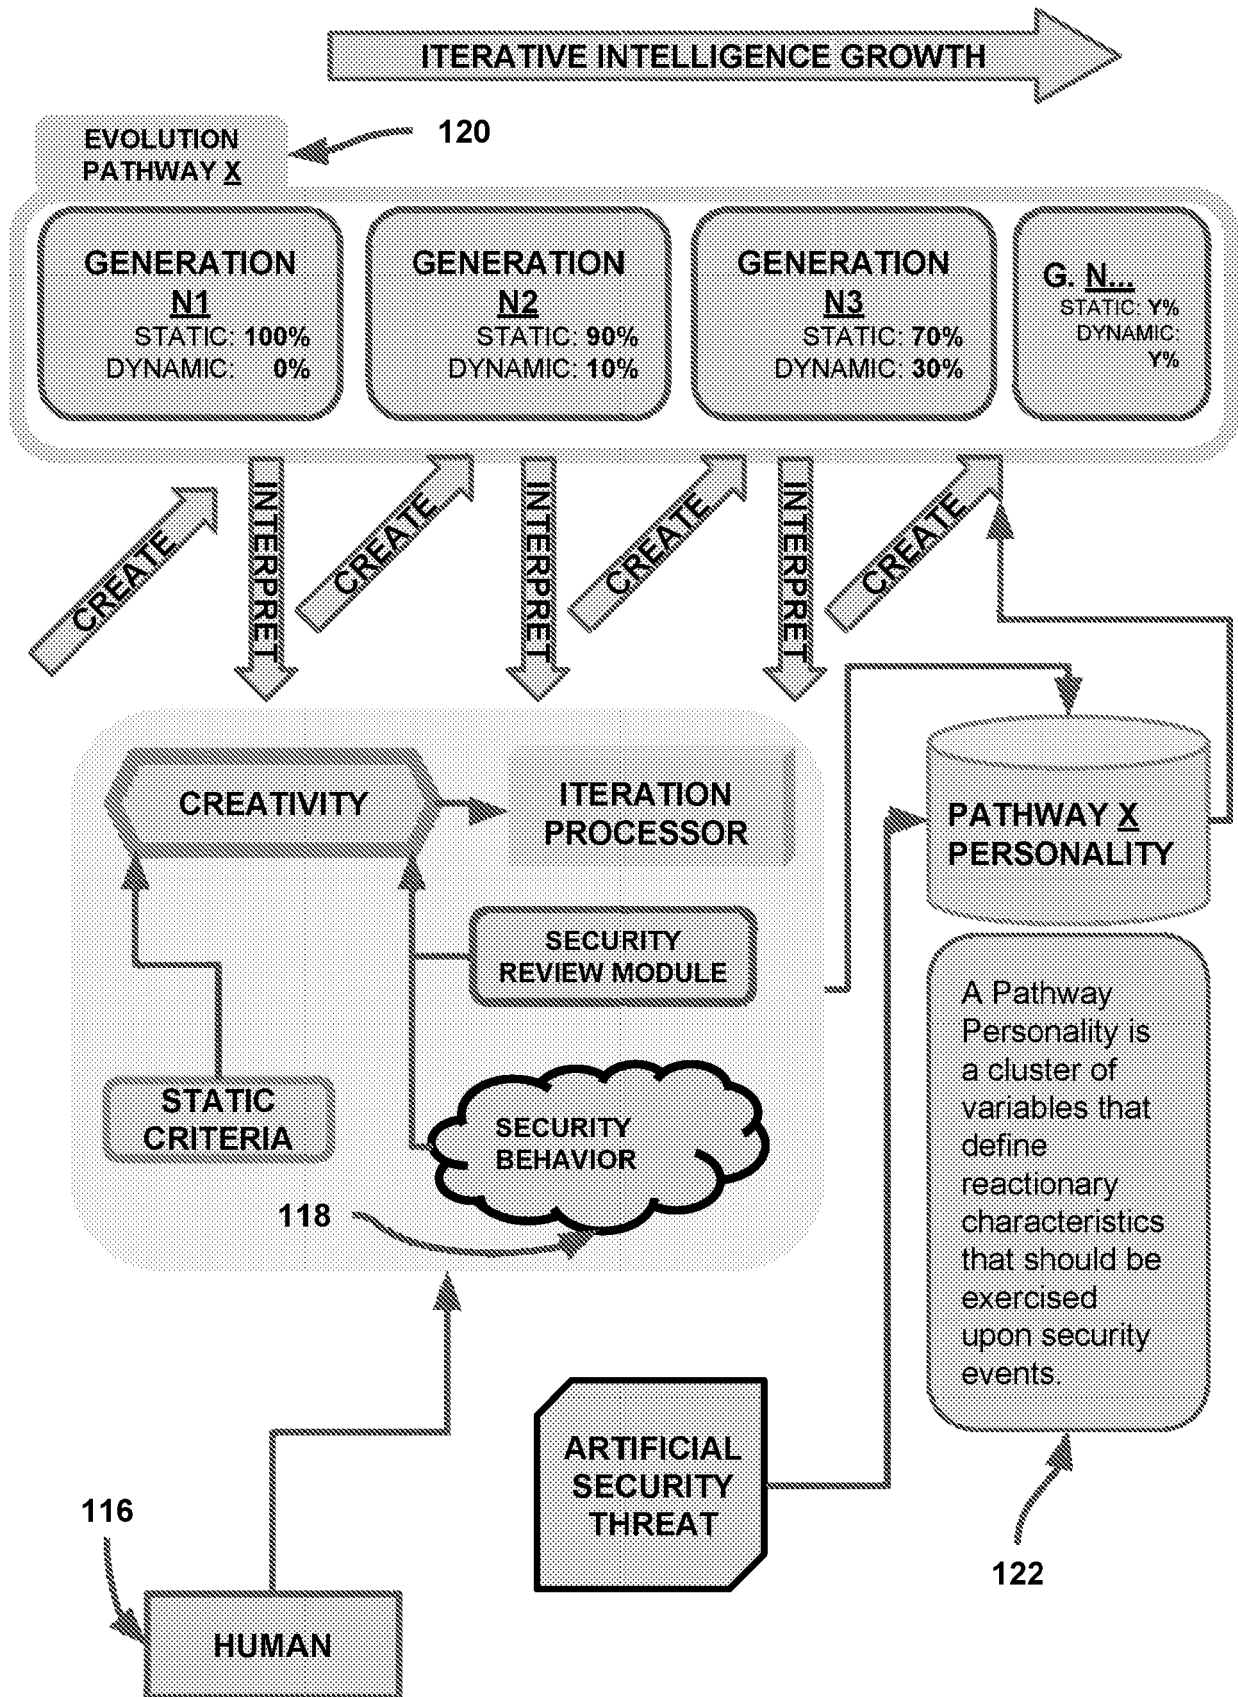 ITERATIVE INTELLIGENCE GROWTH
EVOLUTION
PATHWAY X
120
GENERATION
N1
STATIC: 100%
DYNAMIC: 0%
GENERATION
N2
STATIC: 90%
DYNAMIC: 10%
GENERATION
N3
STATIC: 70%
DYNAMIC: 30%
G. N...
STATIC: Y%
DYNAMIC:
Y%
CREATE
INTERPRET
CREATE
INTERPRET
CREATE
INTERPRET
CREATE
CREATIVITY
ITERATION
PROCESSOR
PATHWAY X
PERSONALITY
SECURITY
REVIEW MODULE
STATIC
CRITERIA
SECURITY
BEHAVIOR
118
A Pathway
Personality is
a cluster of
variables that
define
reactionary
characteristics
that should be
exercised
upon security
events.
ARTIFICIAL
SECURITY
THREAT
116
122
HUMAN